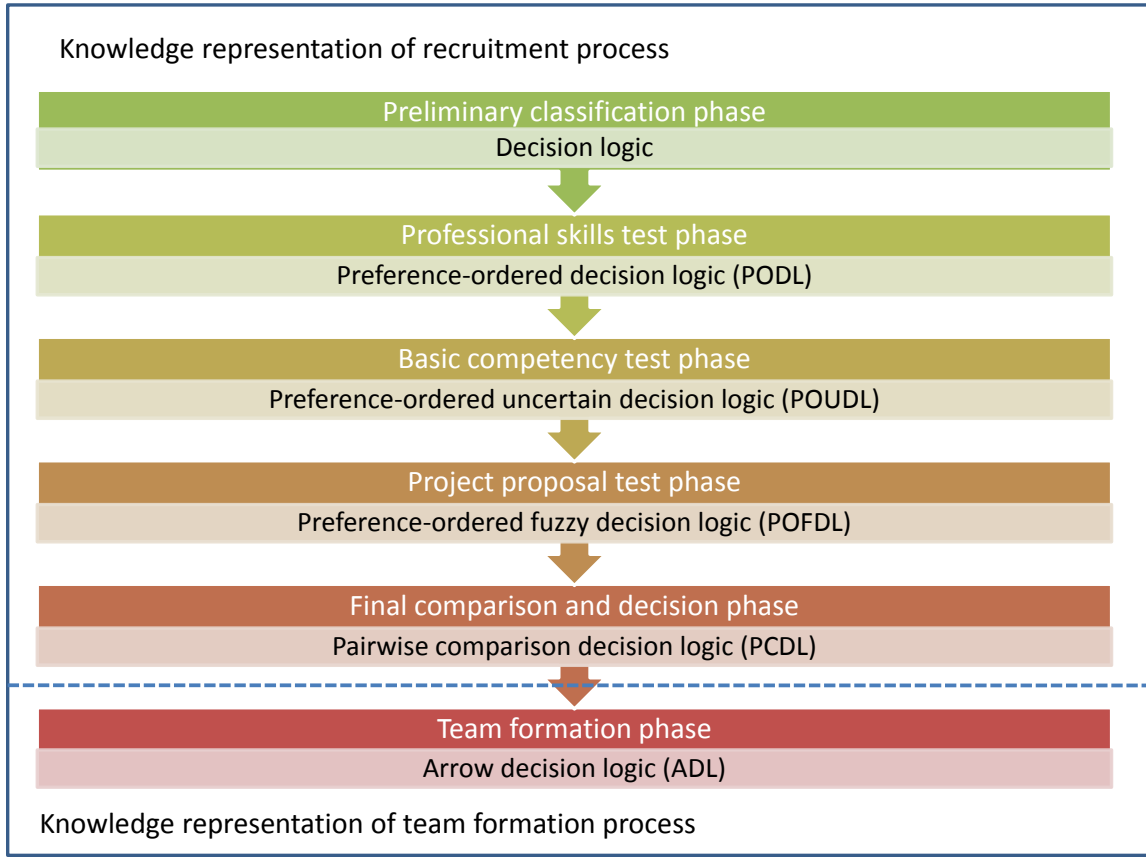 Knowledge representation of recruitment process
Preliminary classification phase
Decision logic
Professional skills test phase
Preference-ordered decision logic (PODL)
Basic competency test phase
Preference-ordered uncertain decision logic (POUDL)
Project proposal test phase
Preference-ordered fuzzy decision logic (POFDL)
Final comparison and decision phase
Pairwise comparison decision logic (PCDL)
Team formation phase
Arrow decision logic (ADL)
Knowledge representation of team formation process